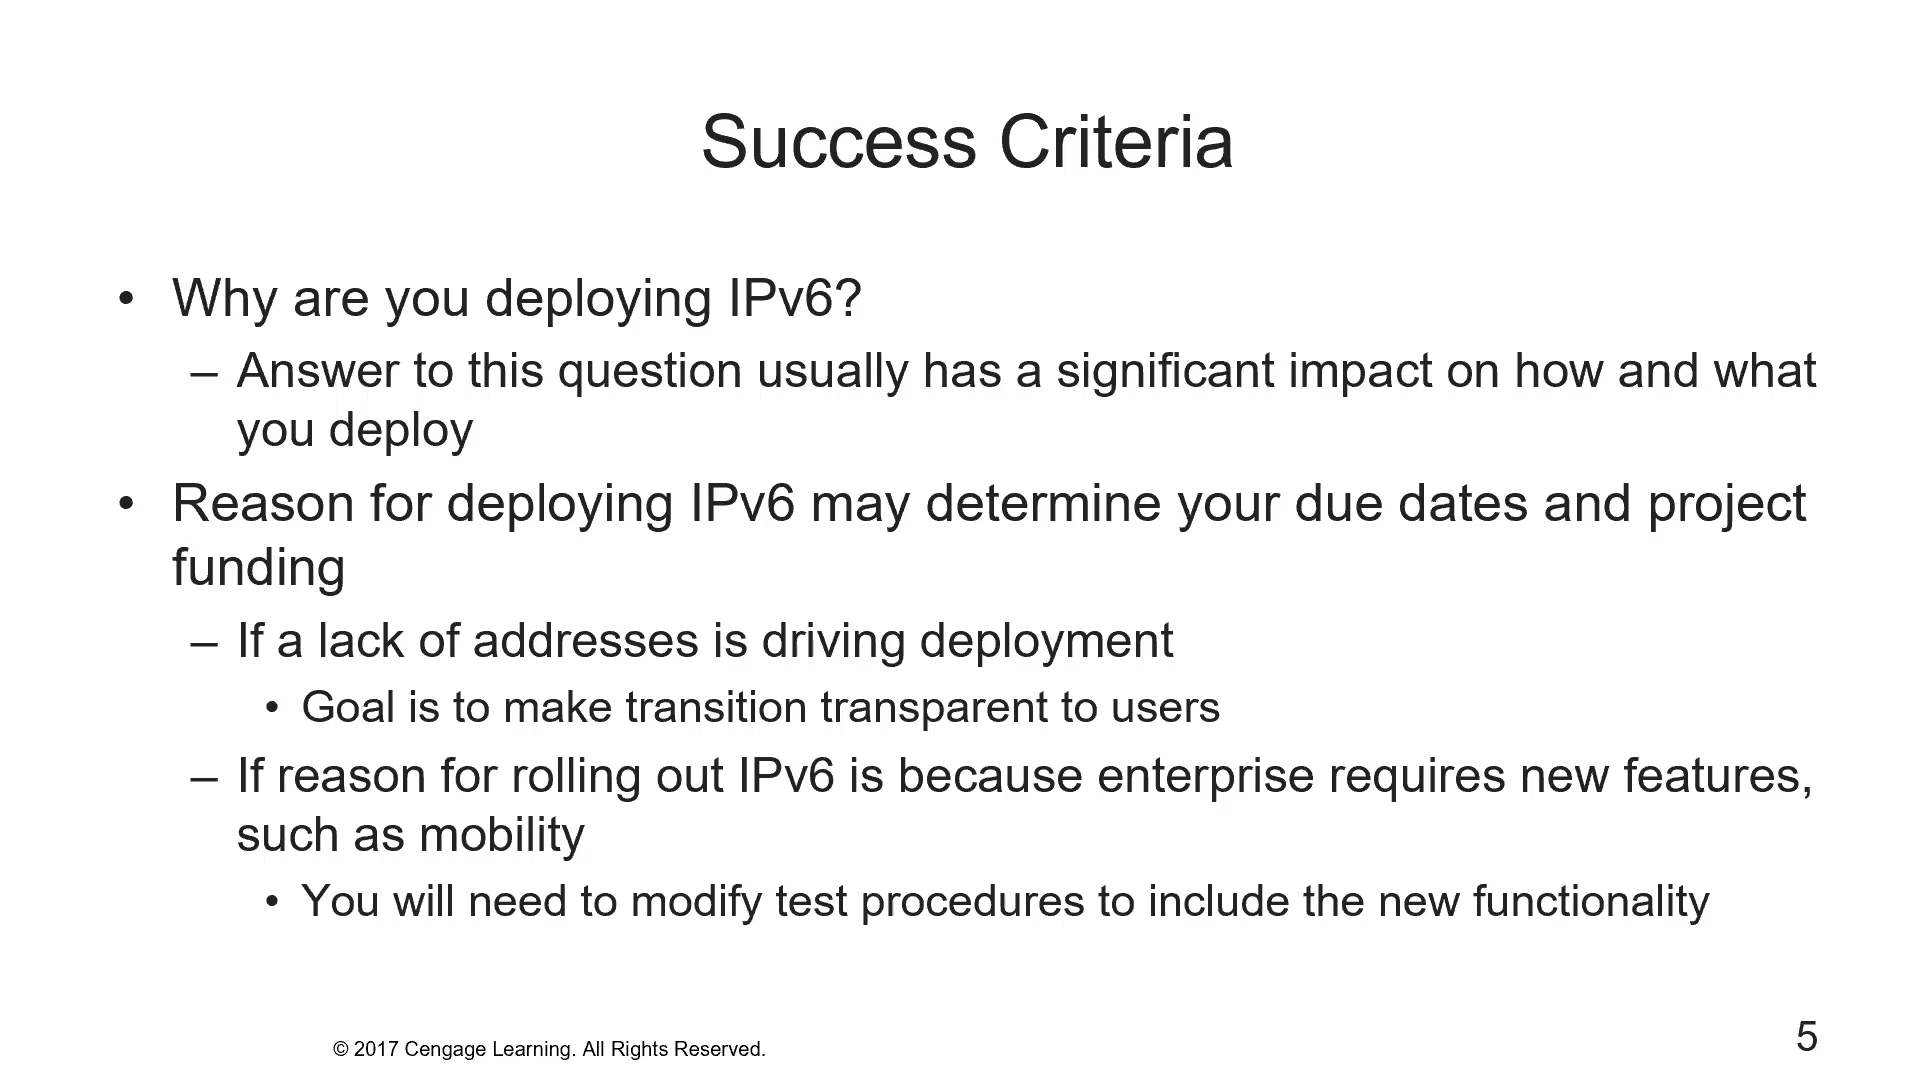 Success Criteria
• Why are you deploying IPv6?
– Answer to this question usually has a significant impact on how and what
you deploy
• Reason for deploying IPv6 may determine your due dates and project
funding
– If a lack of addresses is driving deployment
• Goal is to make transition transparent to users
– If reason for rolling out IPv6 is because enterprise requires new features,
such as mobility
• You will need to modify test procedures to include the new functionality
© 2017 Cengage Learning. All Rights Reserved.
5